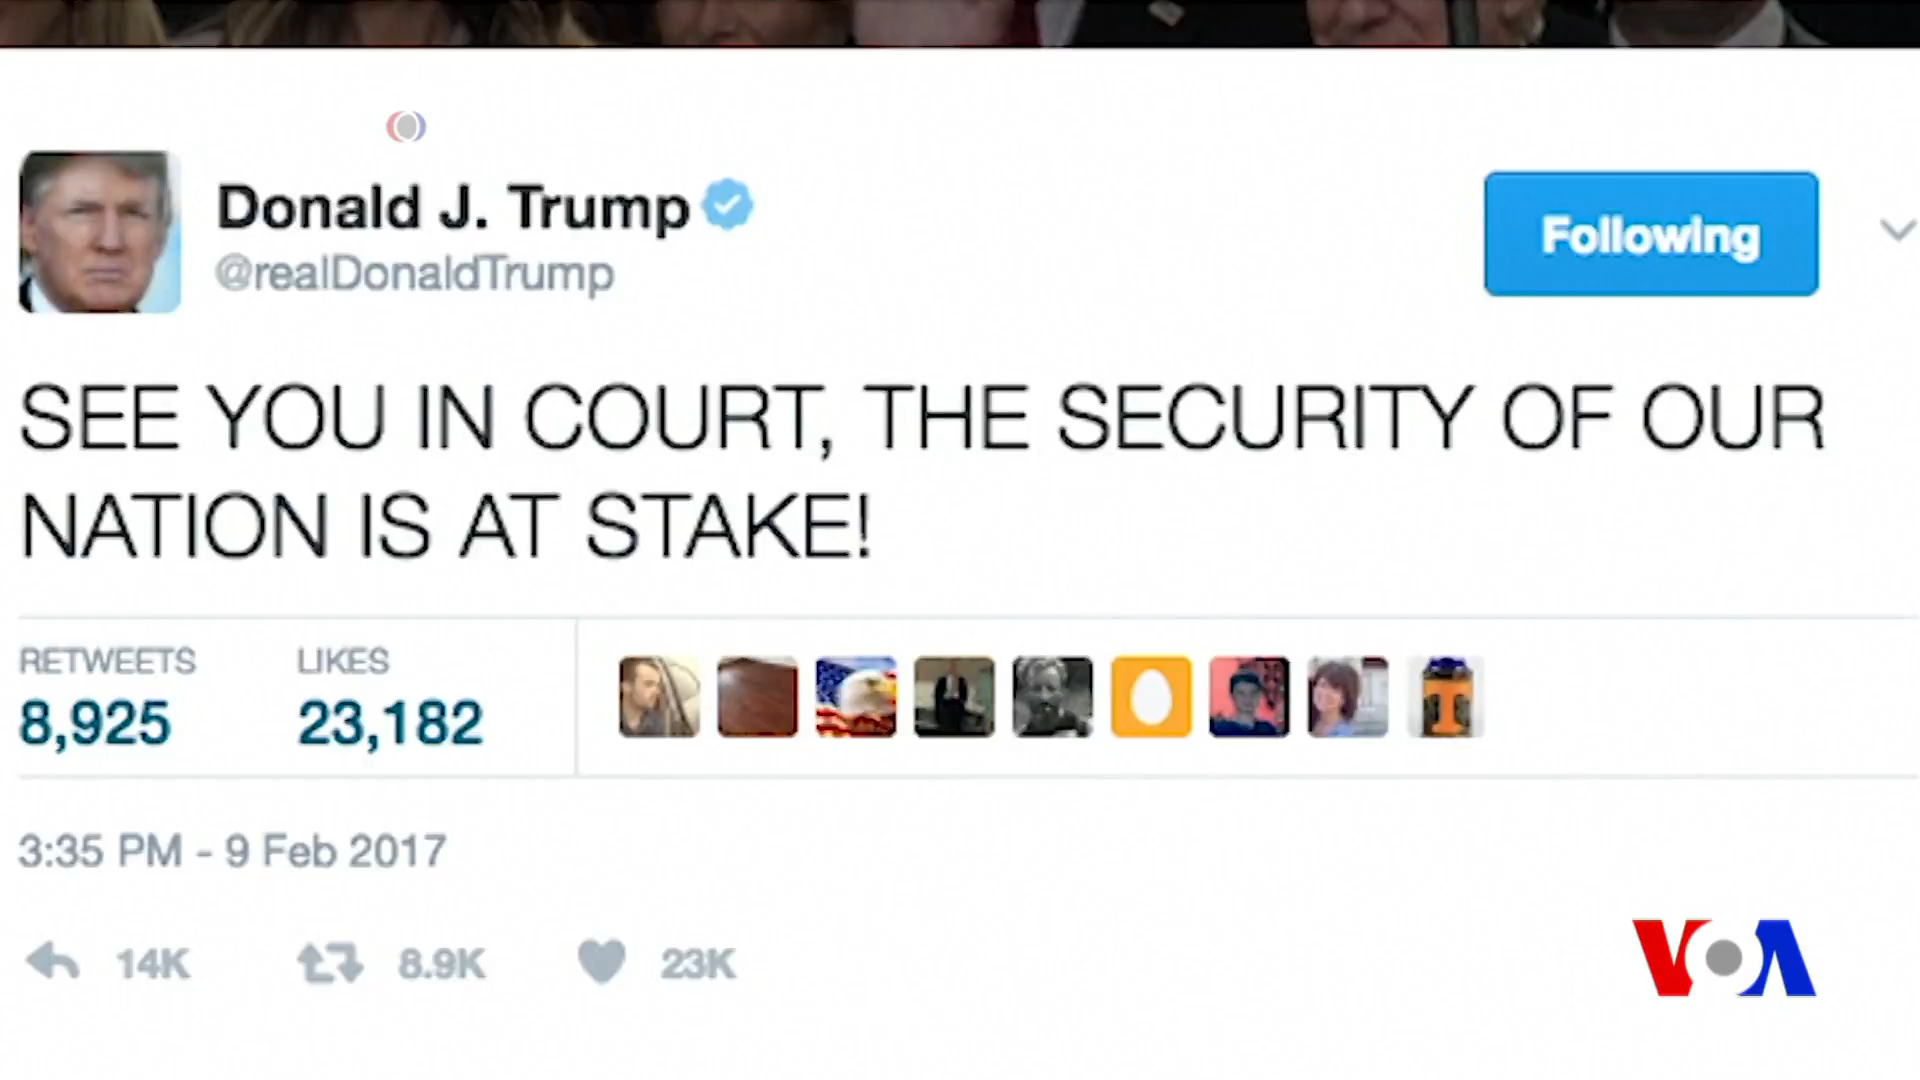 Donald J. Trump
@realDonaldTrump
Following
SEE YOU IN COURT, THE SECURITY OF OUR
NATION IS AT STAKE!
RETWEETS
8,925
LIKES
23,182
3:35 PM - 9 Feb 2017
14K
8.9K
23K
VOA